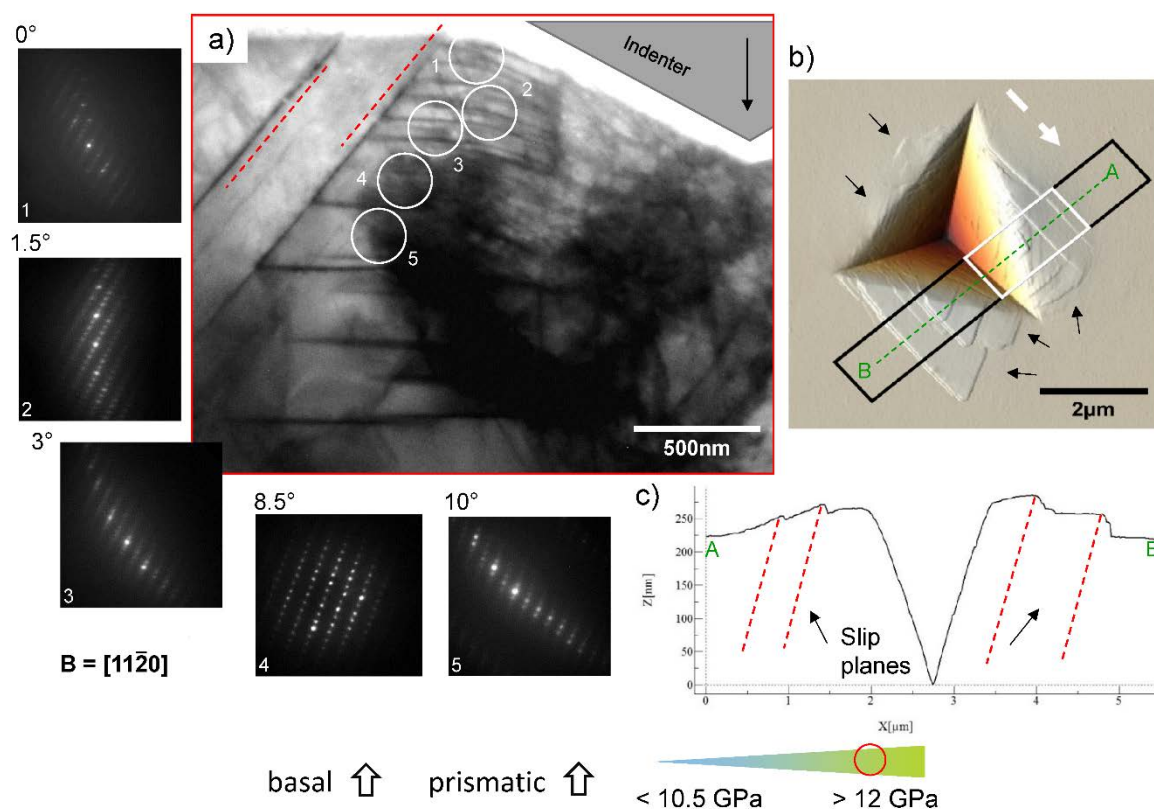 0°
1
1.5°
2
3°
3
B = [112̄0]
a)
1
2
3
4
5
Indenter
500nm
b)
A
B
2µm
8.5°
4
10°
5
c)
Z[nm]
250
200
150
100
50
0
A
B
Slip
planes
0 1 2 3 4 5
X[µm]
basal ⇧ prismatic ⇧
< 10.5 GPa > 12 GPa